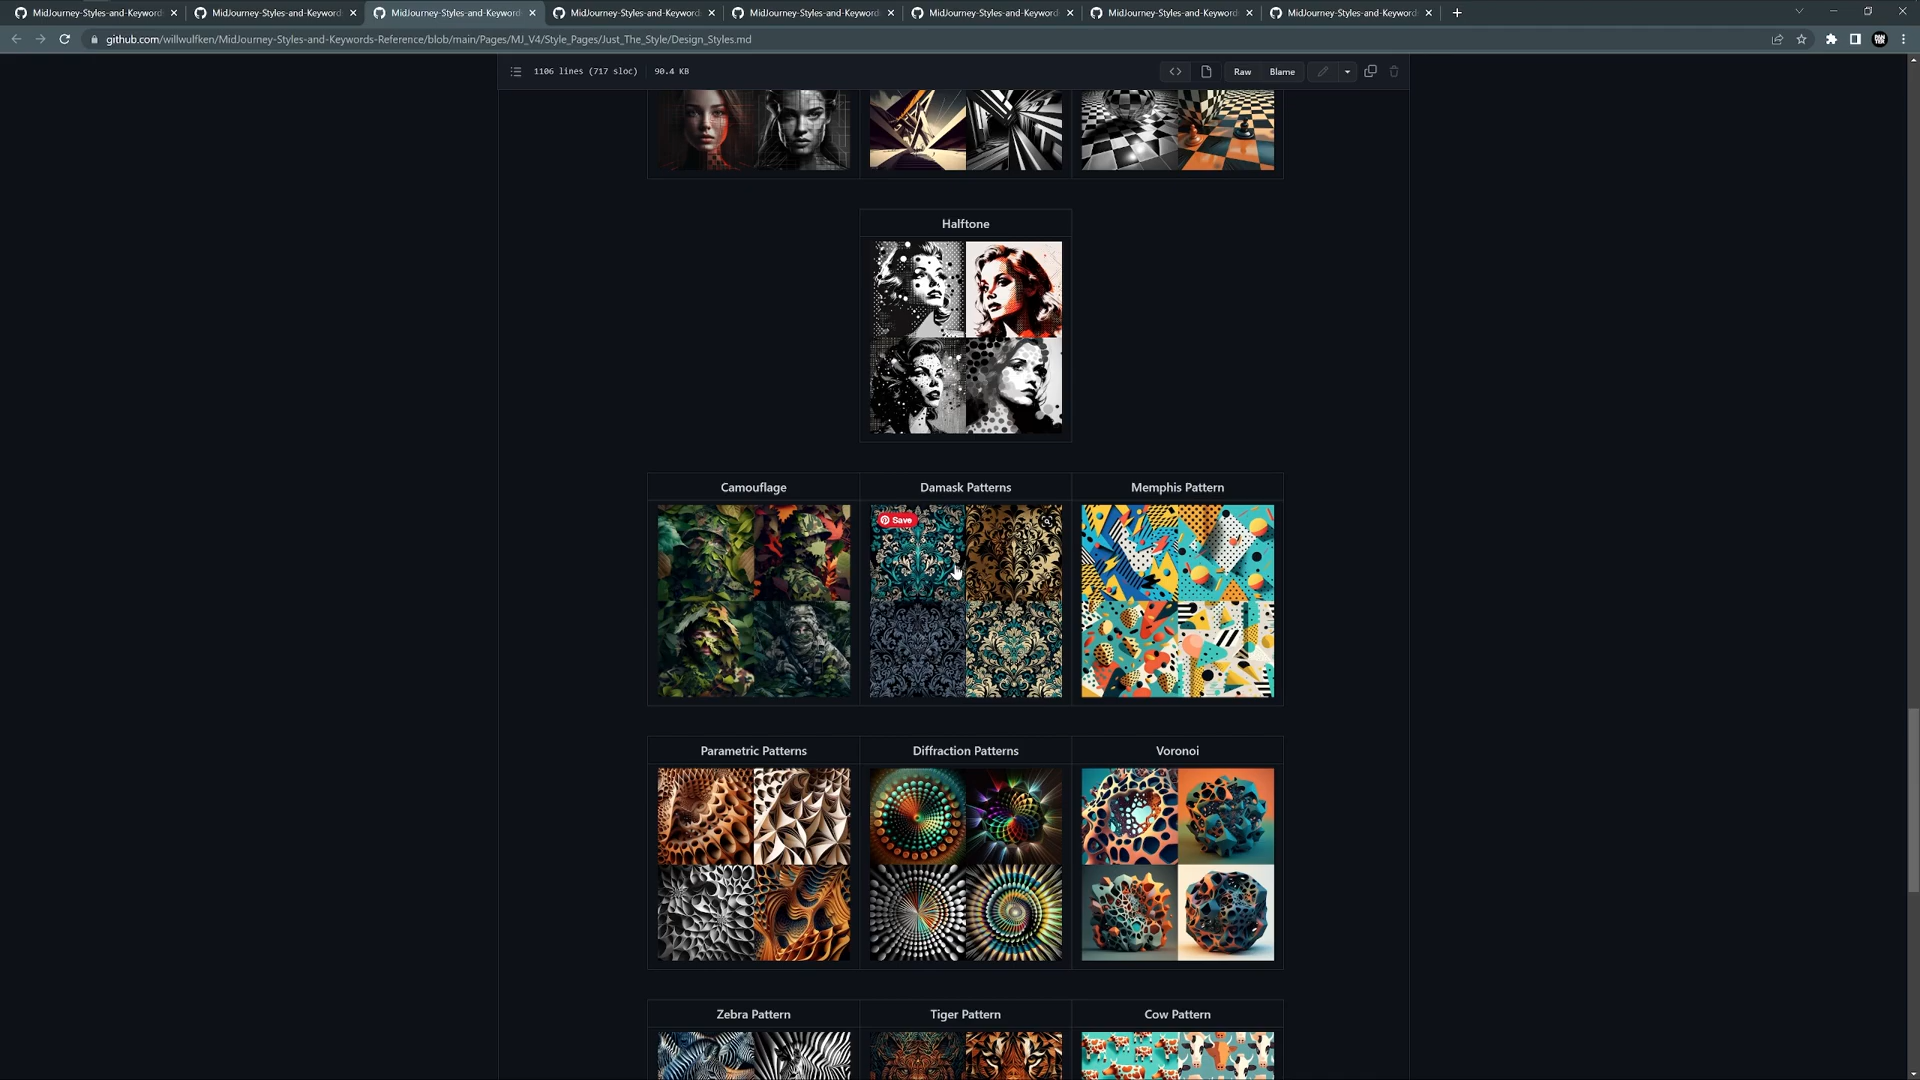 MidJourney-Styles-and-Keyword
MidJourney-Styles-and-Keyword
MidJourney-Styles-and-Keyword
MidJourney-Styles-and-Keyword
MidJourney-Styles-and-Keyword
MidJourney-Styles-and-Keyword
MidJourney-Styles-and-Keyword
MidJourney-Styles-and-Keyword
github.com/willwulfken/MidJourney-Styles-and-Keywords-Reference/blob/main/Pages/MJ_V4/Style_Pages/Just_The_Style/Design_Styles.md
1106 lines (717 sloc) 90.4 KB Raw Blame
Halftone
Camouflage Damask Patterns Memphis Pattern
Save
Parametric Patterns Diffraction Patterns Voronoi
Zebra Pattern Tiger Pattern Cow Pattern